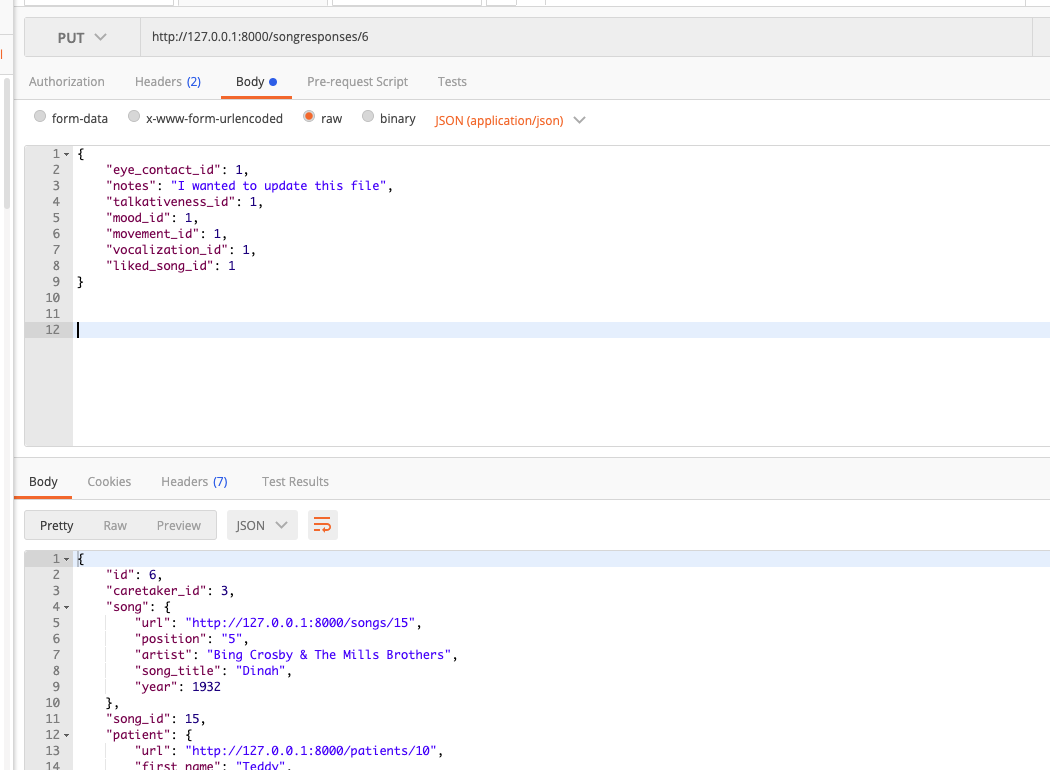 PUT http://127.0.0.1:8000/songresponses/6
Authorization Headers (2) Body Pre-request Script Tests
form-data x-www-form-urlencoded raw binary JSON (application/json)
1 {
2 "eye_contact_id": 1,
3 "notes": "I wanted to update this file",
4 "talkativeness_id": 1,
5 "mood_id": 1,
6 "movement_id": 1,
7 "vocalization_id": 1,
8 "liked_song_id": 1
9 }
10
11
12
Body Cookies Headers (7) Test Results
Pretty Raw Preview JSON
1 {
2 "id": 6,
3 "caretaker_id": 3,
4 "song": {
5 "url": "http://127.0.0.1:8000/songs/15",
6 "position": "5",
7 "artist": "Bing Crosby & The Mills Brothers",
8 "song_title": "Dinah",
9 "year": 1932
10 },
11 "song_id": 15,
12 "patient": {
13 "url": "http://127.0.0.1:8000/patients/10",
14 "first_name": "Teddy",